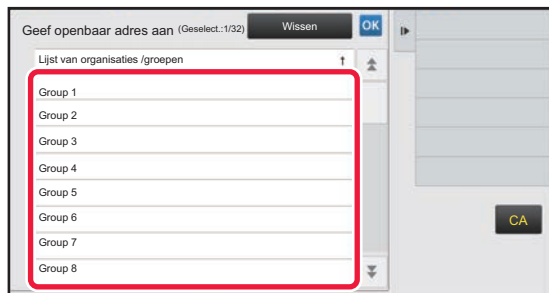 Geef openbaar adres aan (Geselect.:1/32) Wissen OK
Lijst van organisaties /groepen
Group 1
Group 2
Group 3
Group 4
Group 5
Group 6
Group 7
Group 8
CA